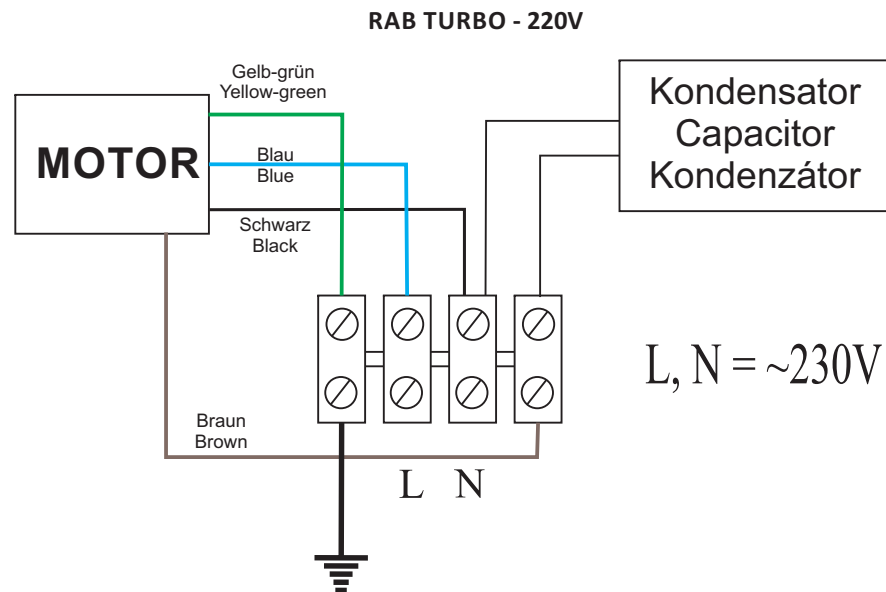 RAB TURBO - 220V
Gelb-grün
Yellow-green
MOTOR
Blau
Blue
Schwarz
Black
Kondensator
Capacitor
Kondenzátor
L, N = ~230V
Braun
Brown
L N